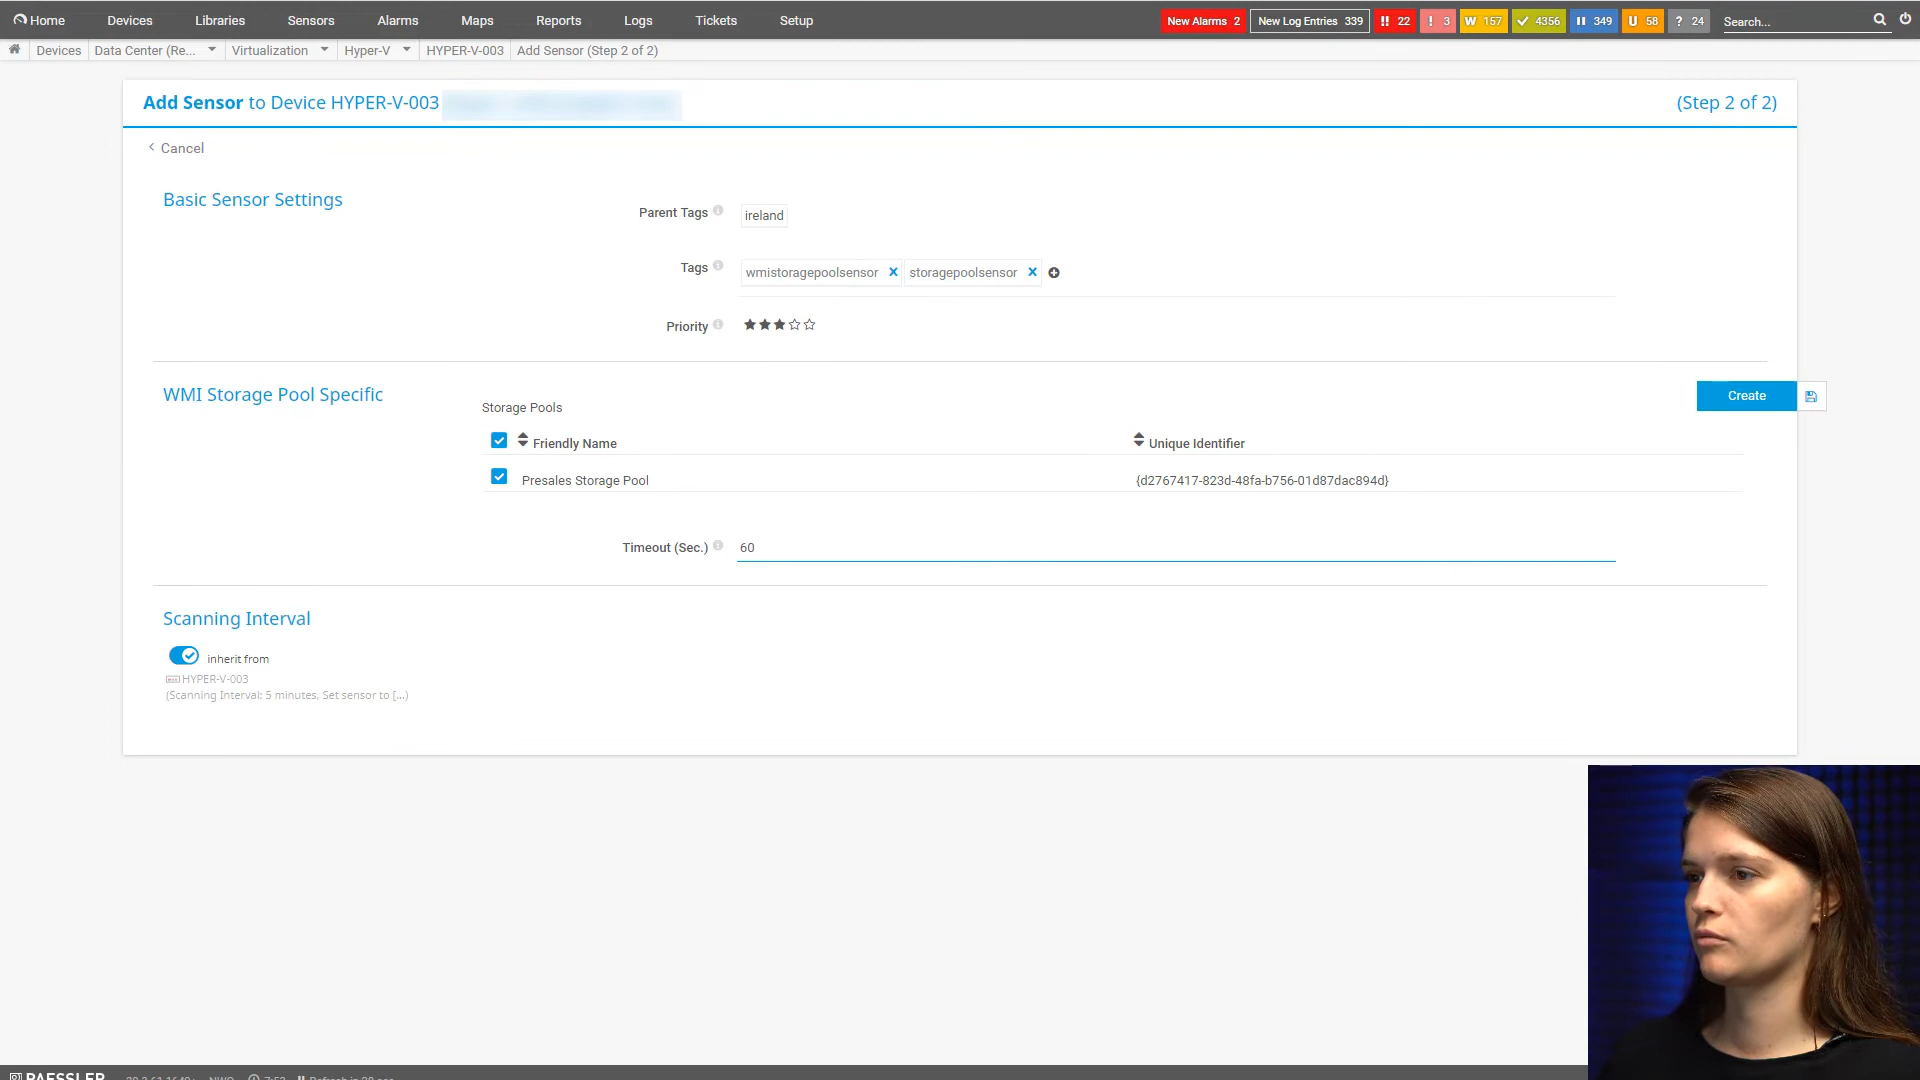 Home Devices Libraries Sensors Alarms Maps Reports Logs Tickets Setup New Alarms 2 New Log Entries 339 !! 22 ! 3 W 157 4356 349 U 58 ? 24 Search...
Devices Data Center (Re... Virtualization Hyper-V HYPER-V-003 Add Sensor (Step 2 of 2)
Add Sensor to Device HYPER-V-003 (Step 2 of 2)
Cancel
Basic Sensor Settings
Parent Tags ireland
Tags wmistoragepoolsensor storagepoolsensor
Priority
WMI Storage Pool Specific
Create
Storage Pools
Friendly Name Unique Identifier
Presales Storage Pool {d2767417-823d-48fa-b756-01d87dac894d}
Timeout (Sec.) 60
Scanning Interval
inherit from
HYPER-V-003
(Scanning Interval: 5 minutes, Set sensor to [...)
PAESSLER